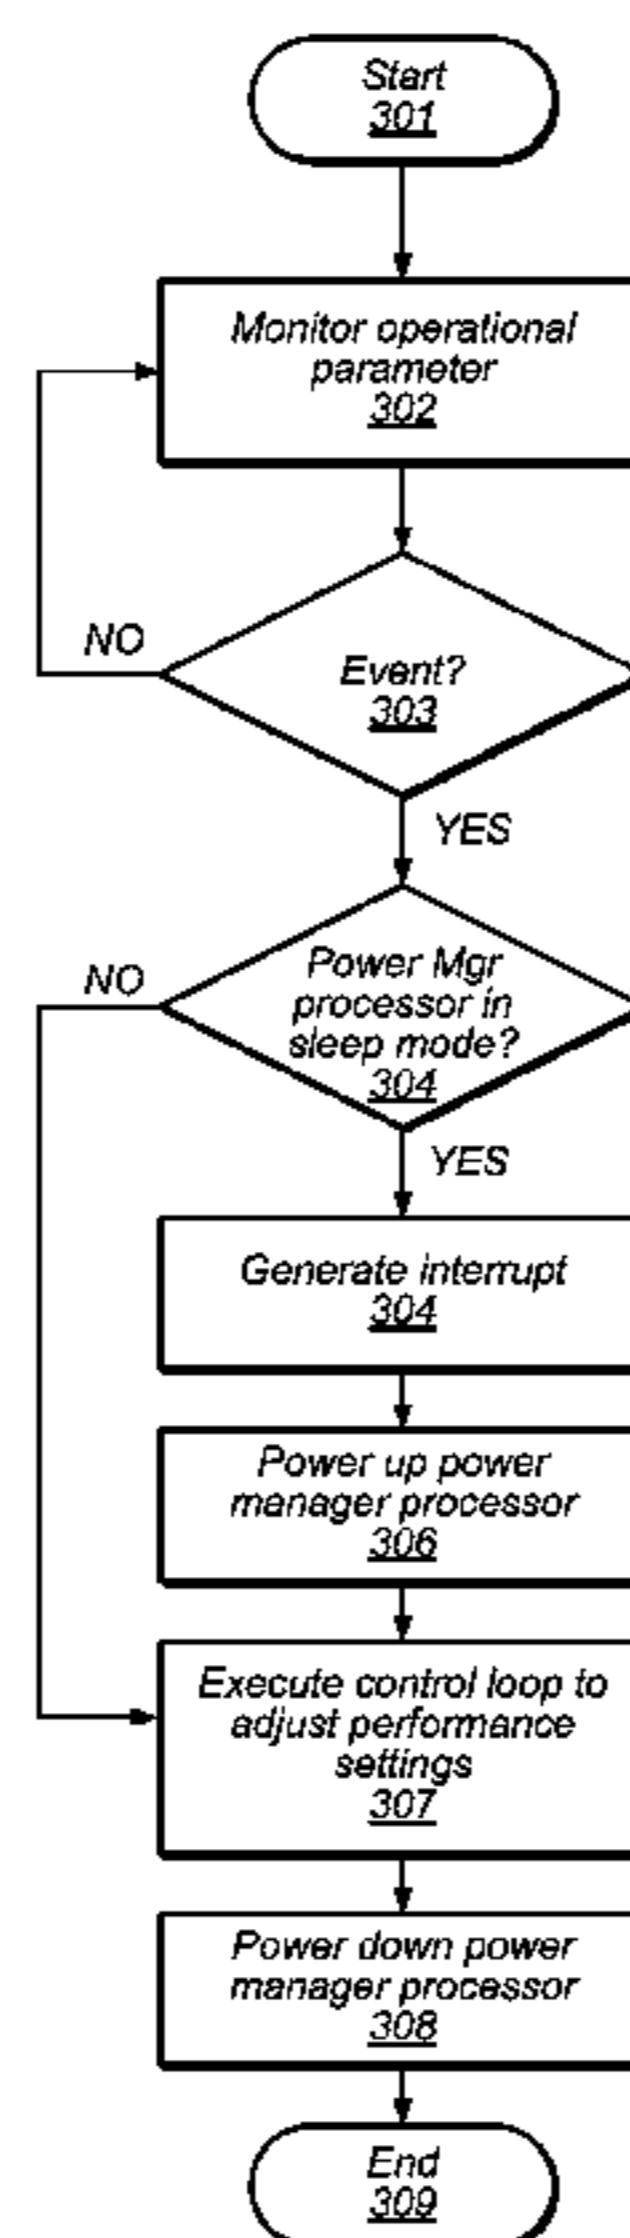 Start
301
Monitor operational
parameter
302
NO
Event?
303
YES
NO
Power Mgr
processor in
sleep mode?
304
YES
Generate interrupt
304
Power up power
manager processor
306
Execute control loop to
adjust performance
settings
307
Power down power
manager processor
308
End
309